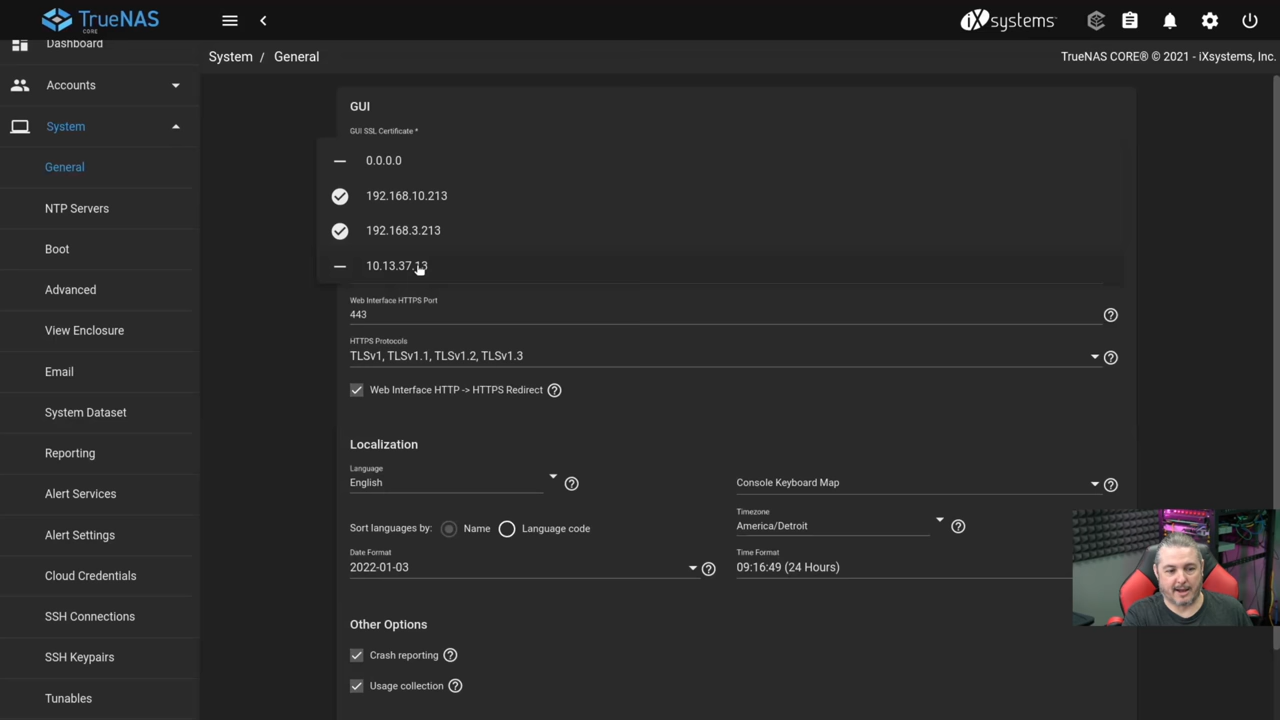 TrueNAS
CORE
iXsystems
Dashboard
System / General
TrueNAS CORE® © 2021 - iXsystems, Inc.
Accounts
System
General
NTP Servers
Boot
Advanced
View Enclosure
Email
System Dataset
Reporting
Alert Services
Alert Settings
Cloud Credentials
SSH Connections
SSH Keypairs
Tunables
GUI
GUI SSL Certificate *
0.0.0.0
192.168.10.213
192.168.3.213
10.13.37.13
Web Interface HTTPS Port
443
HTTPS Protocols
TLSv1, TLSv1.1, TLSv1.2, TLSv1.3
Web Interface HTTP -> HTTPS Redirect
Localization
Language
English
Console Keyboard Map
Sort languages by: Name Language code
Timezone
America/Detroit
Date Format
2022-01-03
Time Format
09:16:49 (24 Hours)
Other Options
Crash reporting
Usage collection